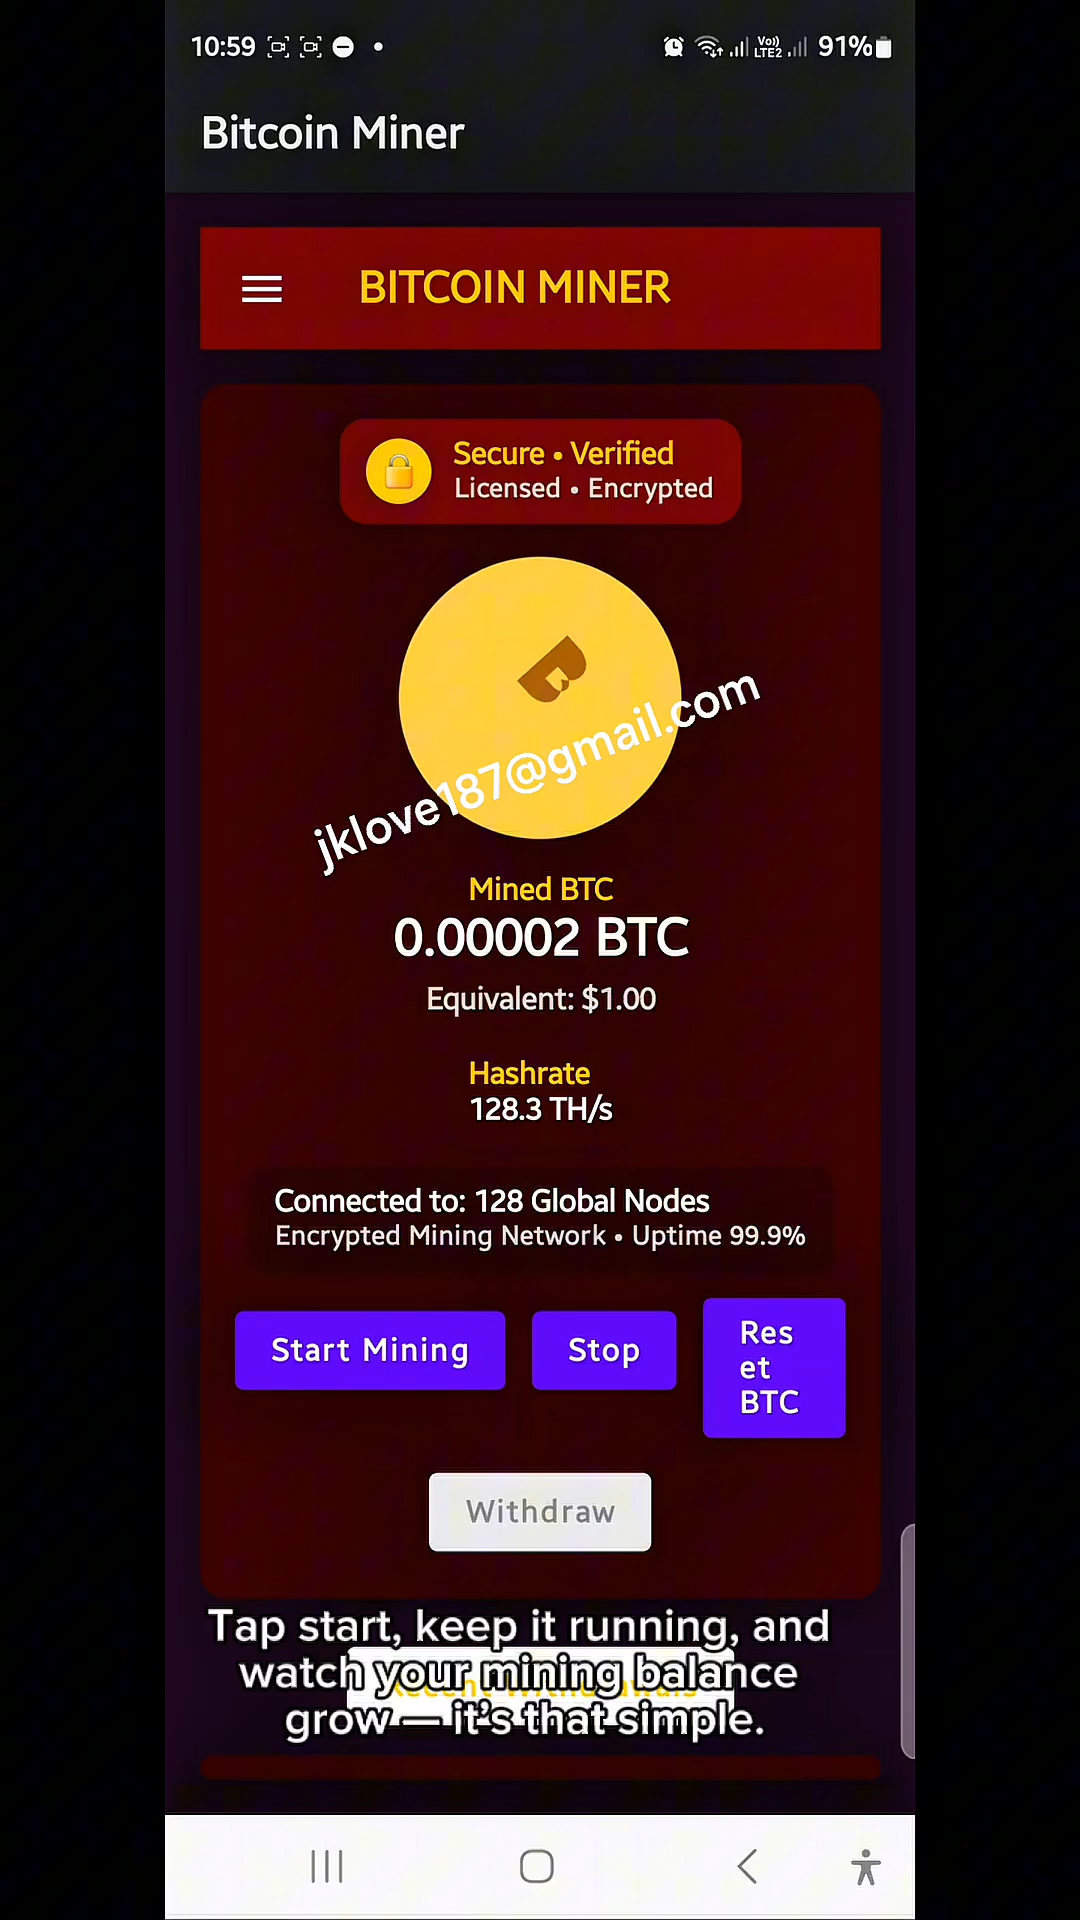 10:59
Vo))
LTE2
91%
Bitcoin Miner
BITCOIN MINER
Secure • Verified
Licensed • Encrypted
B
jklove187@gmail.com
Mined BTC
0.00002 BTC
Equivalent: $1.00
Hashrate
128.3 TH/s
Connected to: 128 Global Nodes
Encrypted Mining Network • Uptime 99.9%
Start Mining
Stop
Res
et
BTC
Withdraw
Tap start, keep it running, and
watch your mining balance
grow — it's that simple.